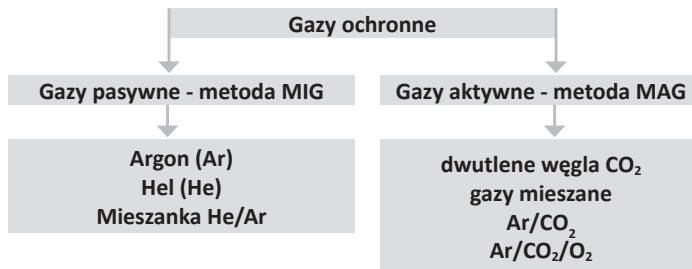 Gazy ochronne
Gazy pasywne - metoda MIG
Gazy aktywne - metoda MAG
Argon (Ar)
Hel (He)
Mieszanka He/Ar
dwutlene węgla CO₂
gazy mieszane
Ar/CO₂
Ar/CO₂/O₂